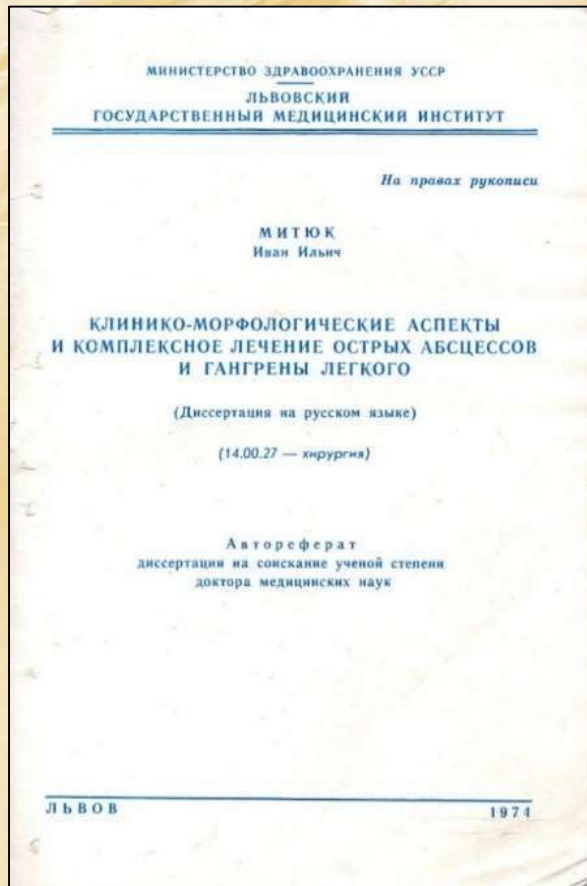 МИНИСТЕРСТВО ЗДРАВООХРАНЕНИЯ УССР
ЛЬВОВСКИЙ
ГОСУДАРСТВЕННЫЙ МЕДИЦИНСКИЙ ИНСТИТУТ
На правах рукописи
МИТЮК
Иван Ильич
КЛИНИКО-МОРФОЛОГИЧЕСКИЕ АСПЕКТЫ
И КОМПЛЕКСНОЕ ЛЕЧЕНИЕ ОСТРЫХ АБСЦЕССОВ
И ГАНГРЕНЫ ЛЕГКОГО
(Диссертация на русском языке)
(14.00.27 — хирургия)
Автореферат
диссертации на соискание ученой степени
доктора медицинских наук
ЛЬВОВ 1974